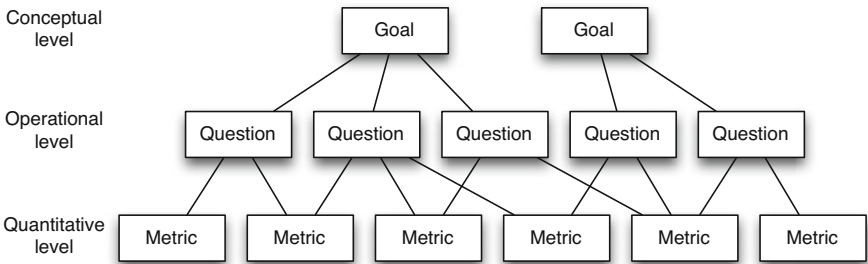 Conceptual
level
Goal
Goal
Operational
level
Question
Question
Question
Question
Question
Quantitative
level
Metric
Metric
Metric
Metric
Metric
Metric